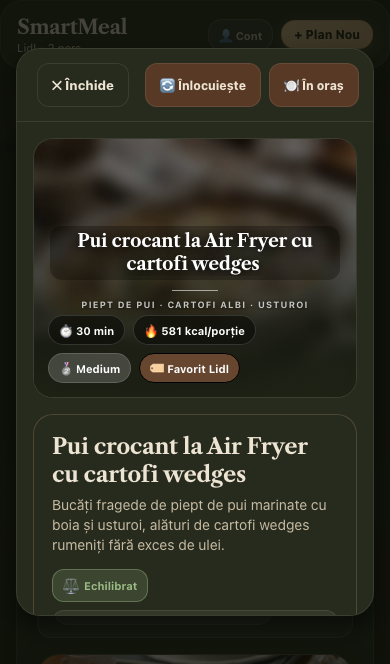 SmartMeal
Lidl · 2 pers.
👤 Cont
+ Plan Nou
✕ Închide
🔄 Înlocuiește
🍽️ În oraș
Pui crocant la Air Fryer cu
cartofi wedges
PIEPT DE PUI · CARTOFI ALBI · USTUROI
⏱️ 30 min
🔥 581 kcal/porție
🥈 Medium
🏷️ Favorit Lidl
Pui crocant la Air Fryer
cu cartofi wedges
Bucăți fragede de piept de pui marinate cu
boia și usturoi, alături de cartofi wedges
rumeniți fără exces de ulei.
⚖️ Echilibrat